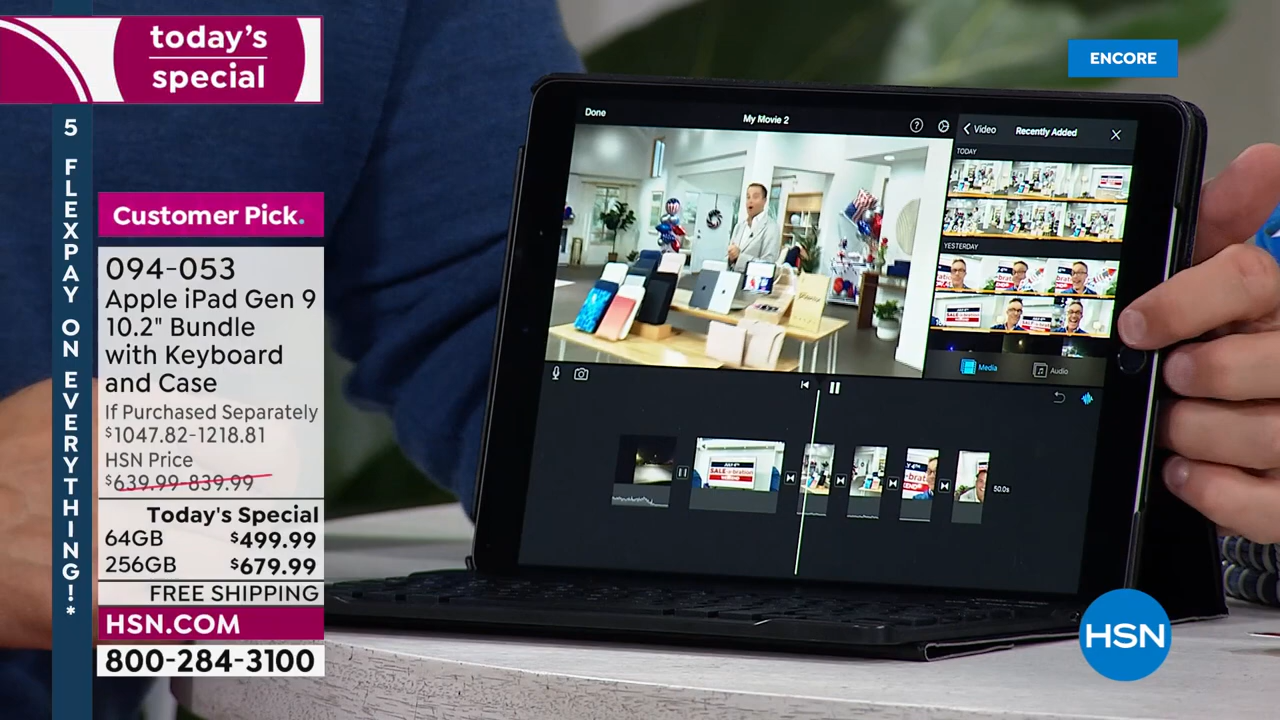 today's
special
ENCORE
5 FLEXPAY ON EVERYTHING!*
Customer Pick.
094-053
Apple iPad Gen 9
10.2" Bundle
with Keyboard
and Case
If Purchased Separately
$1047.82-1218.81
HSN Price
$639.99-839.99
Today's Special
64GB $499.99
256GB $679.99
FREE SHIPPING
HSN.COM
800-284-3100
Done
My Movie 2
?
Video
Recently Added
TODAY
YESTERDAY
Media
Audio
50.0s
HSN